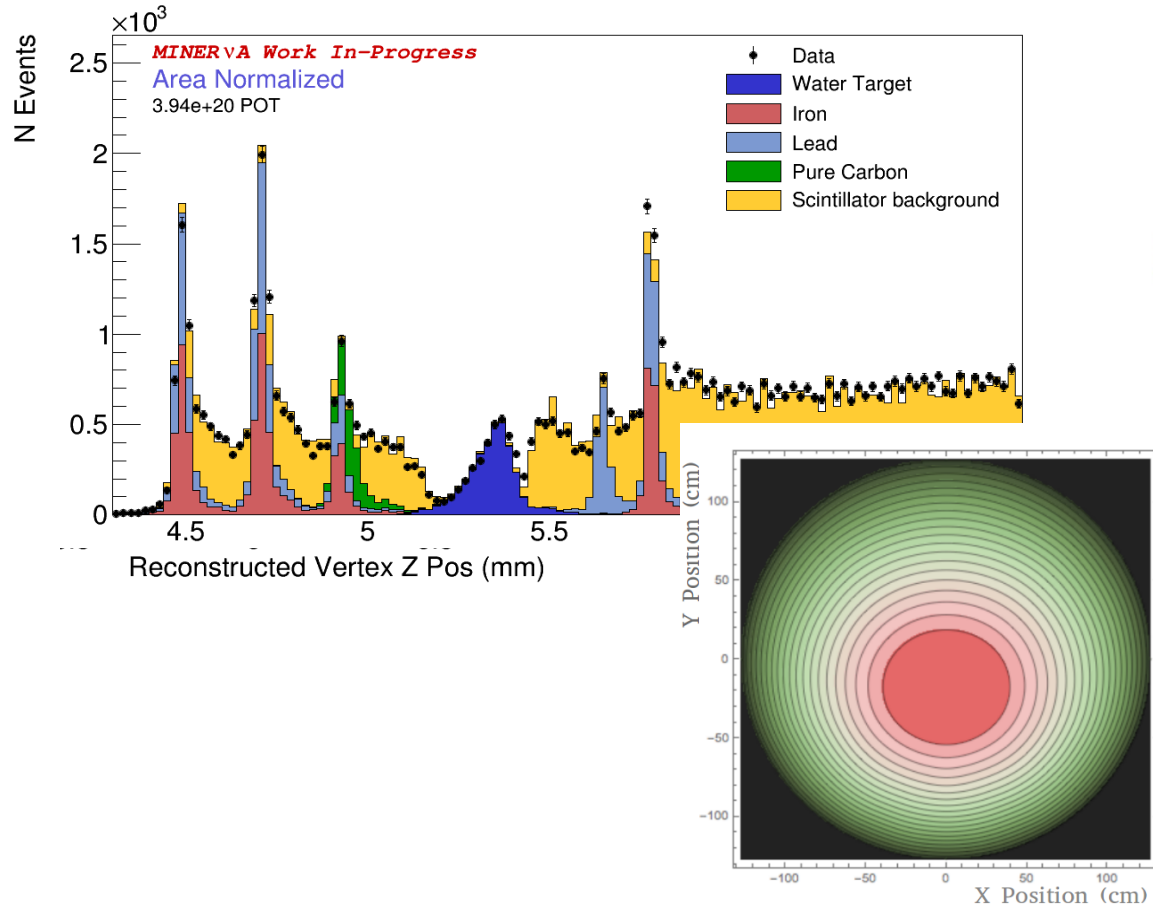 ×10³
N Events
MINERνA Work In-Progress
Area Normalized
3.94e+20 POT
Data
Water Target
Iron
Lead
Pure Carbon
Scintillator background
2.5
2
1.5
1
0.5
0
4.5 5 5.5
Reconstructed Vertex Z Pos (mm)
Y Position (cm)
100
50
0
−50
−100
−100 −50 0 50 100
X Position (cm)